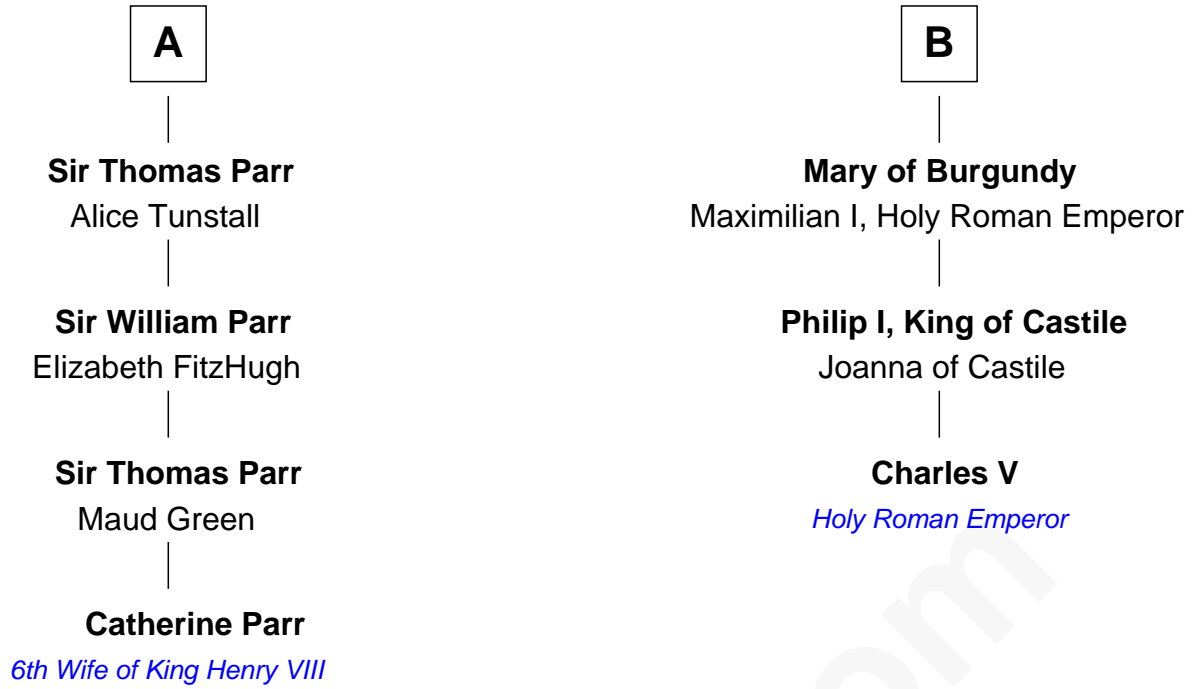 A
Sir Thomas Parr
Alice Tunstall
Sir William Parr
Elizabeth FitzHugh
Sir Thomas Parr
Maud Green
Catherine Parr
6th Wife of King Henry VIII
B
Mary of Burgundy
Maximilian I, Holy Roman Emperor
Philip I, King of Castile
Joanna of Castile
Charles V
Holy Roman Emperor
om